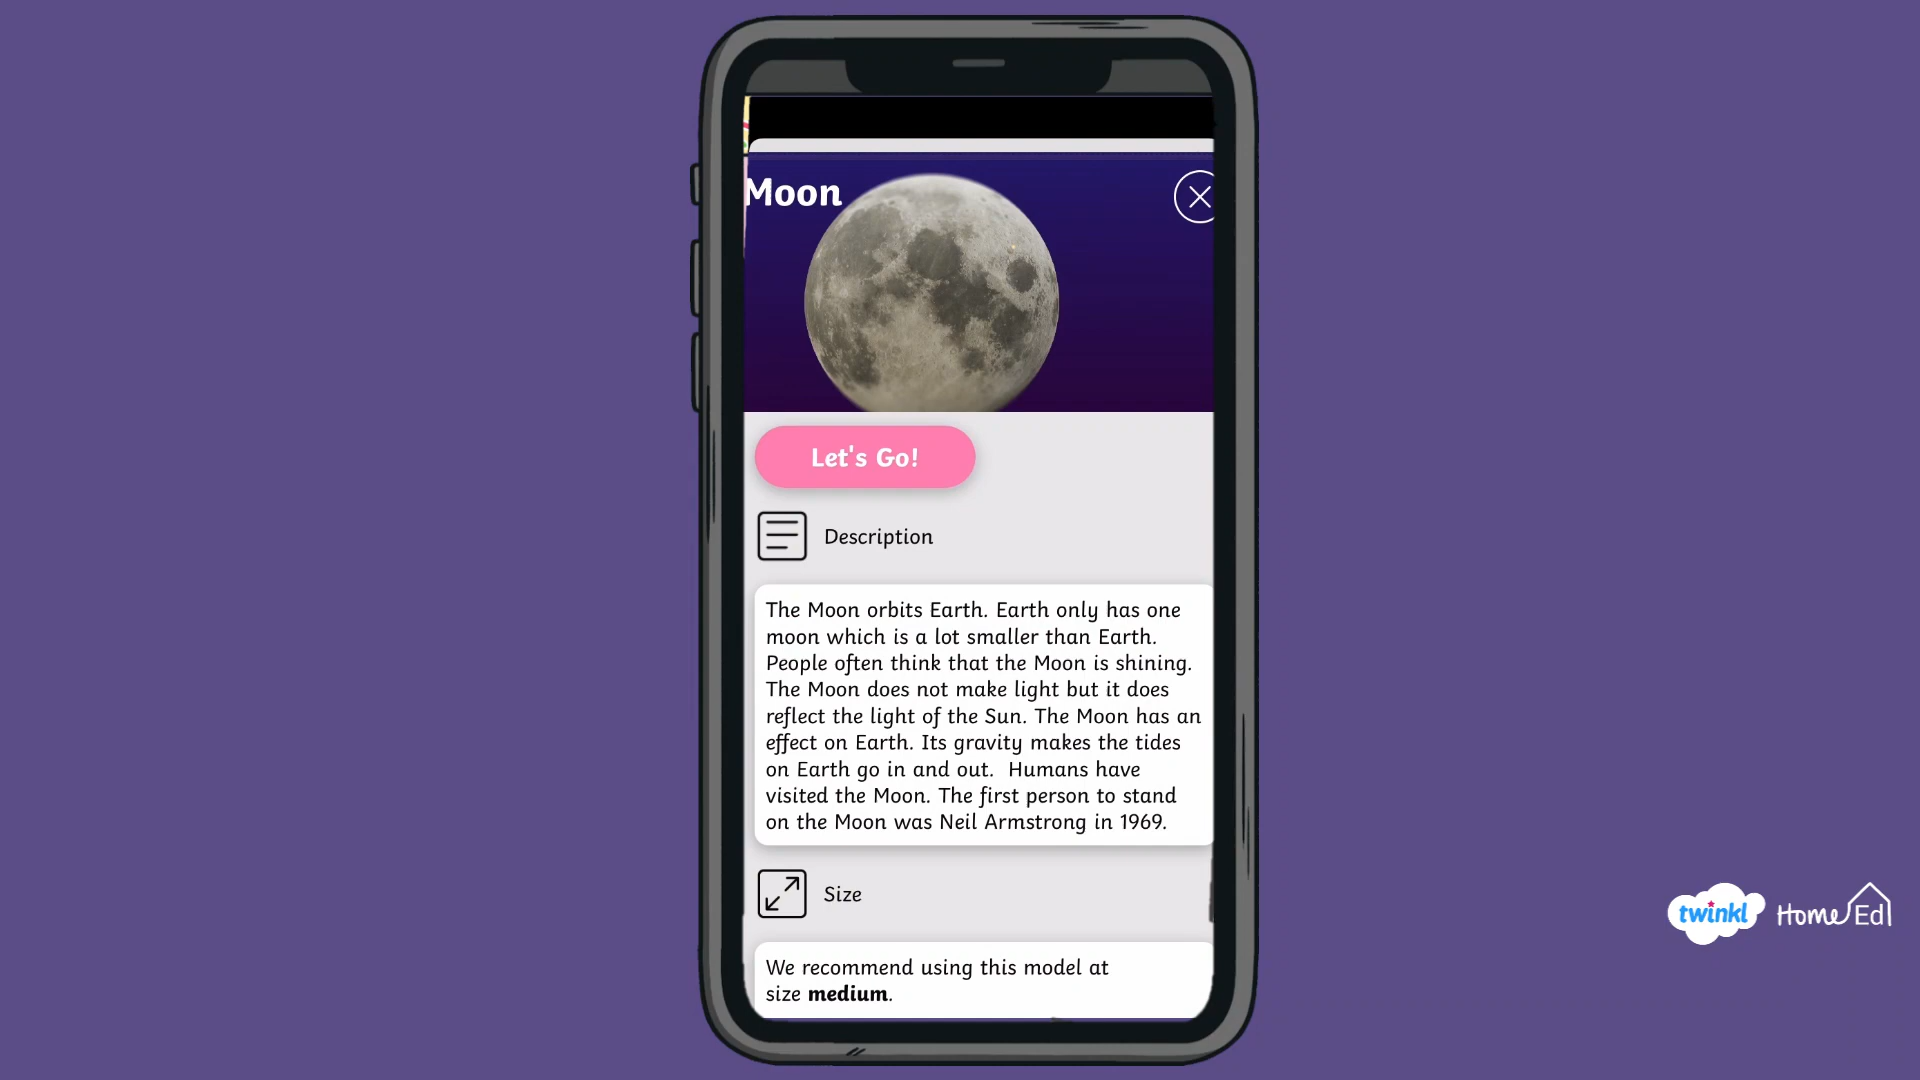 Moon
Let's Go!
Description
The Moon orbits Earth. Earth only has one
moon which is a lot smaller than Earth.
People often think that the Moon is shining.
The Moon does not make light but it does
reflect the light of the Sun. The Moon has an
effect on Earth. Its gravity makes the tides
on Earth go in and out.  Humans have
visited the Moon. The first person to stand
on the Moon was Neil Armstrong in 1969.
Size
We recommend using this model at
size medium.
twinkl Home Ed